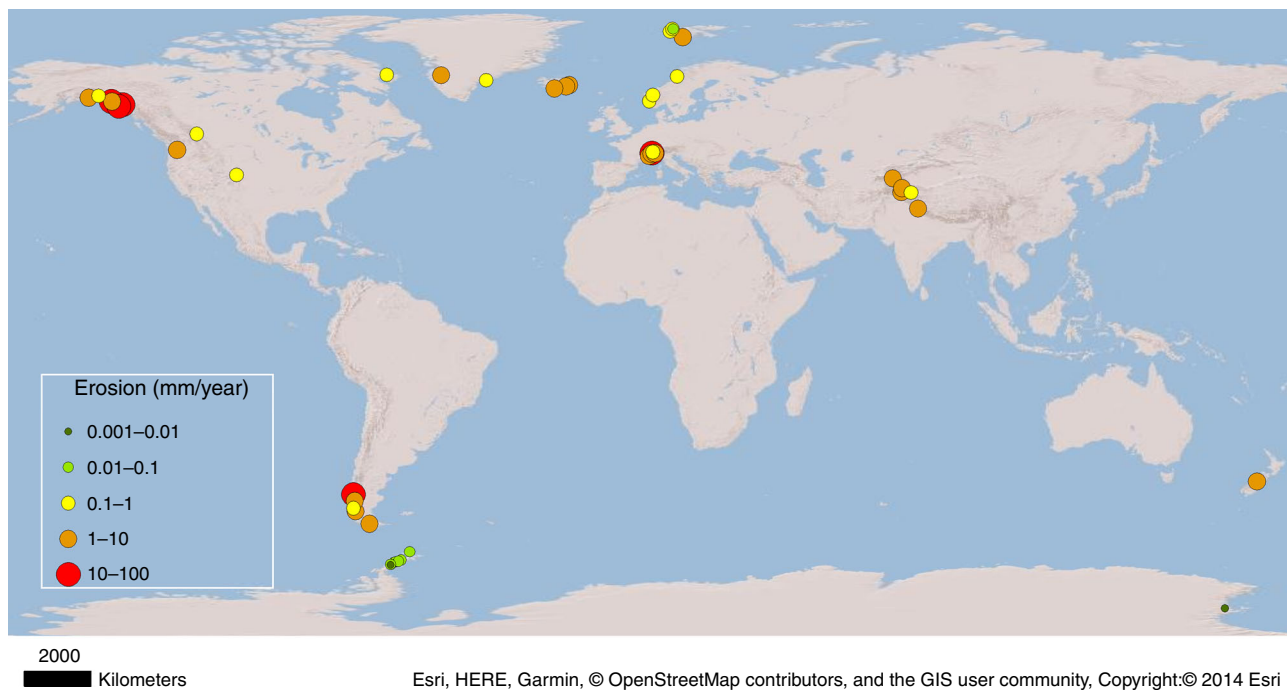 Erosion (mm/year)
0.001–0.01
0.01–0.1
0.1–1
1–10
10–100
2000
Kilometers
Esri, HERE, Garmin, © OpenStreetMap contributors, and the GIS user community, Copyright:© 2014 Esri